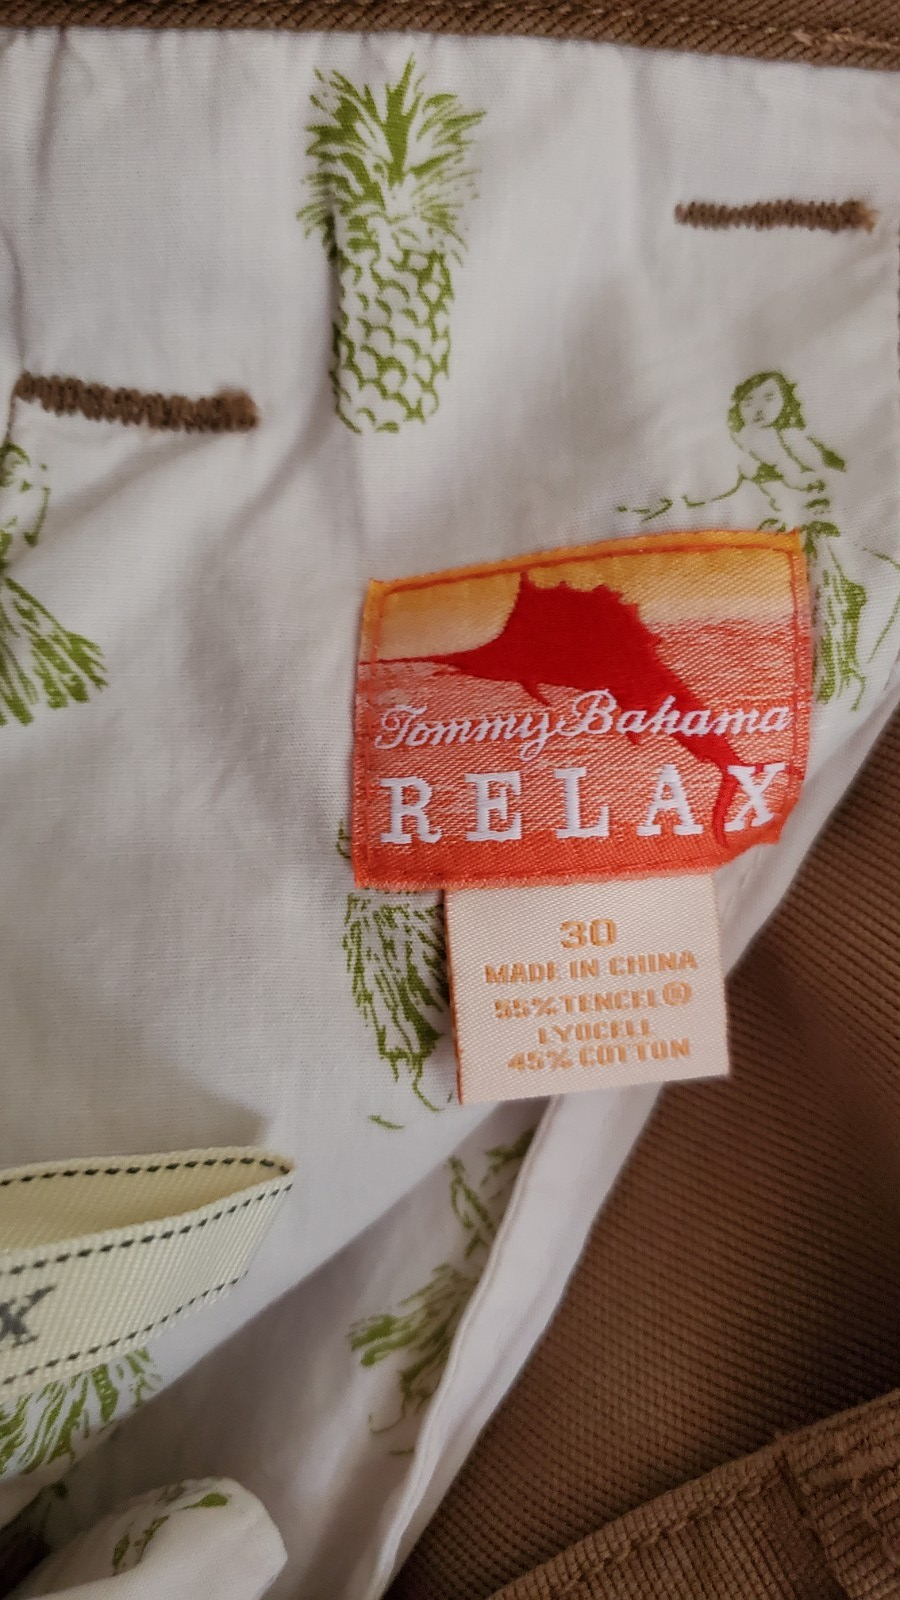 Tommy Bahama
RELAX
30
MADE IN CHINA
55% TENCEL®
LYOCELL
45% COTTON
X